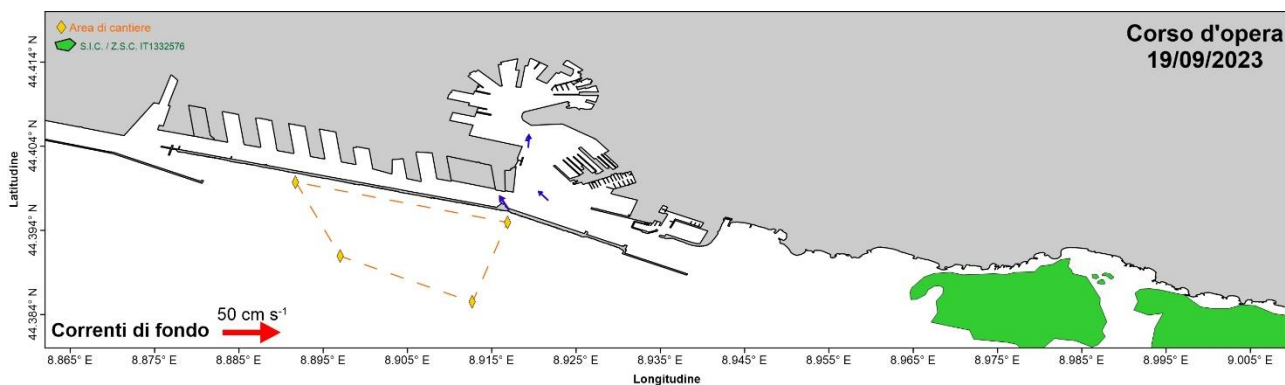 Area di cantiere
S.I.C. / Z.S.C. IT1332576
Corso d'opera
19/09/2023
Latitudine
44.414° N
44.404° N
44.394° N
44.384° N
Correnti di fondo
50 cm s⁻¹
8.865° E 8.875° E 8.885° E 8.895° E 8.905° E 8.915° E 8.925° E 8.935° E 8.945° E 8.955° E 8.965° E 8.975° E 8.985° E 8.995° E 9.005° E
Longitudine